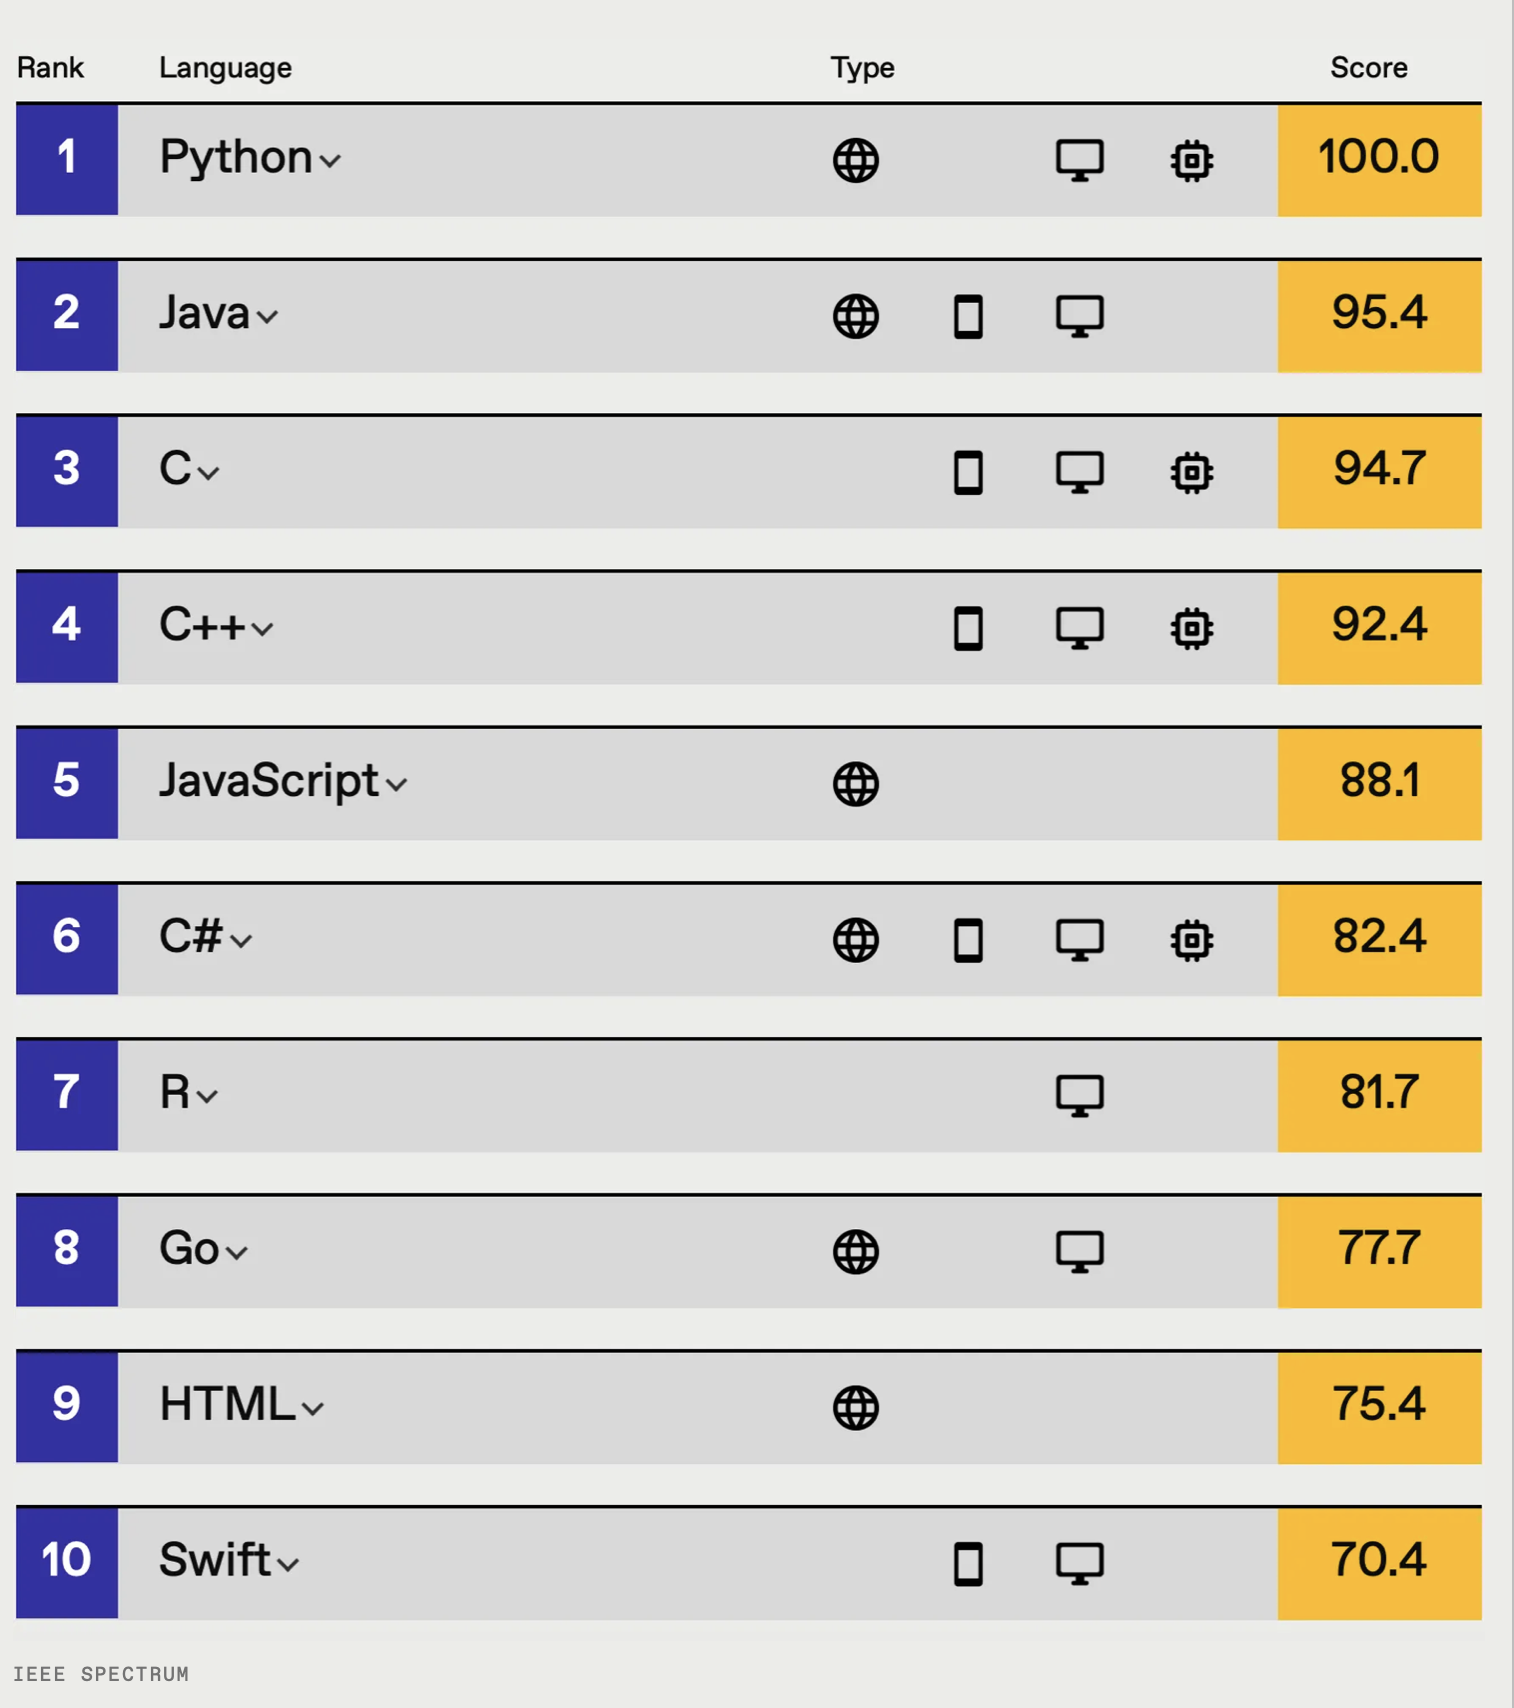 Rank Language Type Score
1 Python 100.0
2 Java 95.4
3 C 94.7
4 C++ 92.4
5 JavaScript 88.1
6 C# 82.4
7 R 81.7
8 Go 77.7
9 HTML 75.4
10 Swift 70.4
IEEE SPECTRUM